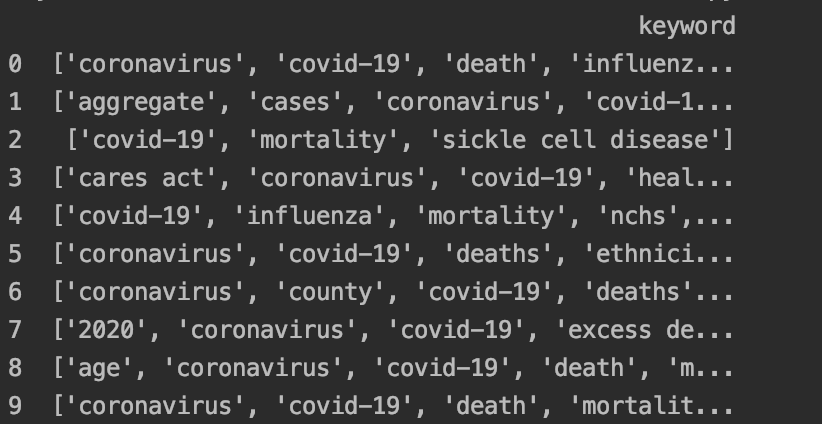 keyword
0 ['coronavirus', 'covid-19', 'death', 'influenz...
1 ['aggregate', 'cases', 'coronavirus', 'covid-1...
2 ['covid-19', 'mortality', 'sickle cell disease']
3 ['cares act', 'coronavirus', 'covid-19', 'heal...
4 ['covid-19', 'influenza', 'mortality', 'nchs',...
5 ['coronavirus', 'covid-19', 'deaths', 'ethnici...
6 ['coronavirus', 'county', 'covid-19', 'deaths'...
7 ['2020', 'coronavirus', 'covid-19', 'excess de...
8 ['age', 'coronavirus', 'covid-19', 'death', 'm...
9 ['coronavirus', 'covid-19', 'death', 'mortalit...